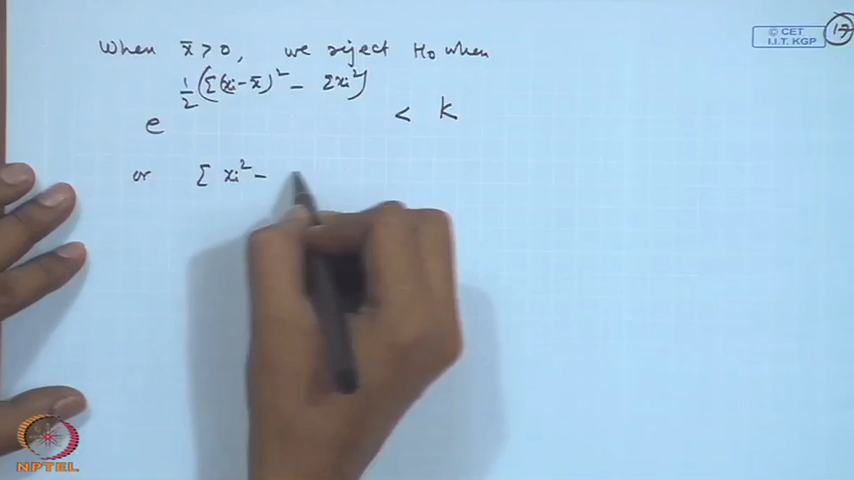 When x̄ > 0, we reject H₀ when
e^{½(Σ(xᵢ-x̄)² - Σxᵢ²)} < k
or Σ xᵢ² -
© CET
I.I.T. KGP
17
NPTEL